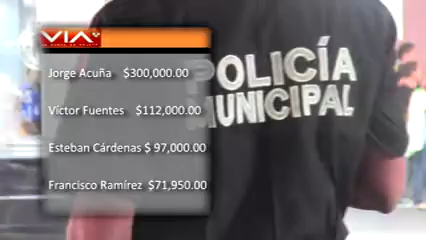 VIA
Jorge Acuña $300,000.00
Víctor Fuentes $112,000.00
Esteban Cárdenas $ 97,000.00
Francisco Ramírez $71,950.00
POLICÍA
MUNICIPAL